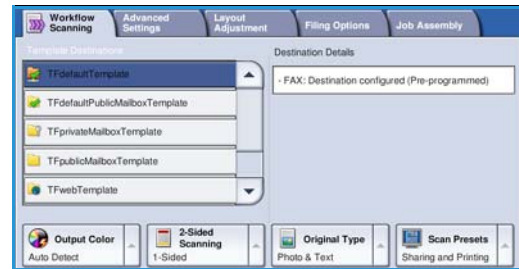 Workflow Scanning
Advanced Settings
Layout Adjustment
Filing Options
Job Assembly
Template Destinations
Destination Details
TFdefaultTemplate
- FAX: Destination configured (Pre-programmed)
TFdefaultPublicMailboxTemplate
TFprivateMailboxTemplate
TFpublicMailboxTemplate
TFwebTemplate
Output Color
Auto Detect
2-Sided Scanning
1-Sided
Original Type
Photo & Text
Scan Presets
Sharing and Printing